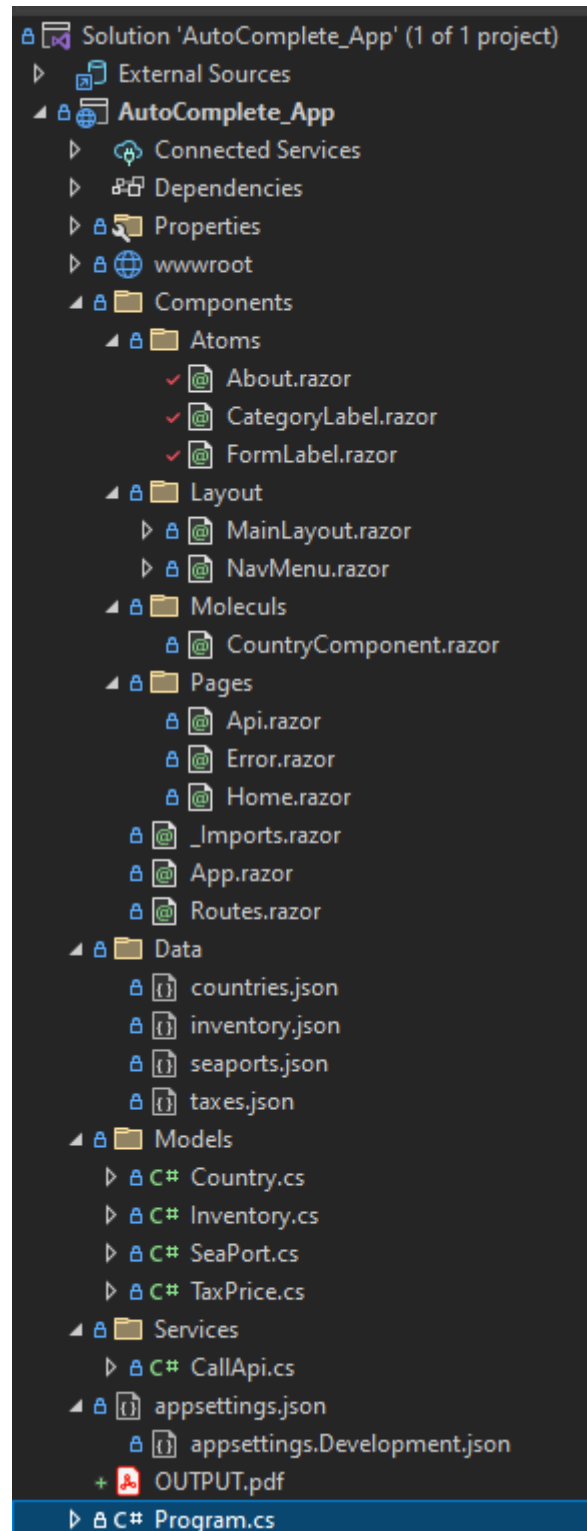 Solution 'AutoComplete_App' (1 of 1 project)
External Sources
AutoComplete_App
Connected Services
Dependencies
Properties
wwwroot
Components
Atoms
About.razor
CategoryLabel.razor
FormLabel.razor
Layout
MainLayout.razor
NavMenu.razor
Moleculs
CountryComponent.razor
Pages
Api.razor
Error.razor
Home.razor
_Imports.razor
App.razor
Routes.razor
Data
countries.json
inventory.json
seaports.json
taxes.json
Models
C# Country.cs
C# Inventory.cs
C# SeaPort.cs
C# TaxPrice.cs
Services
C# CallApi.cs
appsettings.json
appsettings.Development.json
OUTPUT.pdf
C# Program.cs